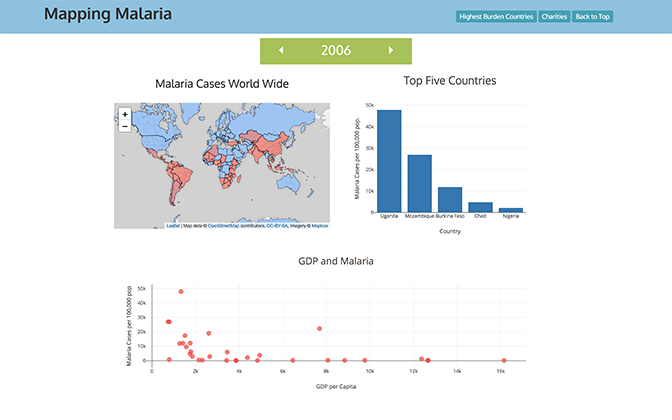 Mapping Malaria
Highest Burden Countries
Charities
Back to Top
2006
Malaria Cases World Wide
+
−
Leaflet | Map data © OpenStreetMap contributors, CC-BY-SA, Imagery © Mapbox
Top Five Countries
Malaria Cases per 100,000 pop.
50k
40k
30k
20k
10k
0
Uganda
Mozambique
Burkina Faso
Chad
Nigeria
Country
GDP and Malaria
Malaria Cases per 100,000 pop
50k
40k
30k
20k
10k
0
0
2k
4k
6k
8k
10k
12k
14k
16k
GDP per Capita